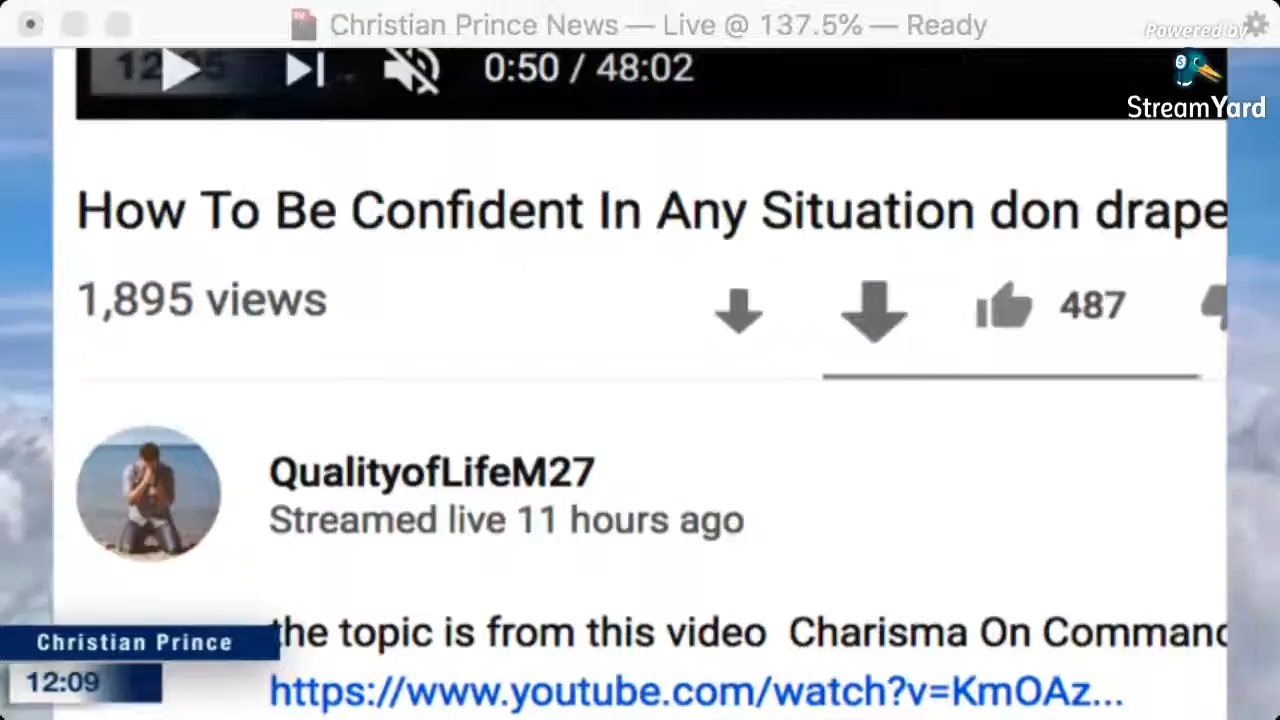 Christian Prince News — Live @ 137.5% — Ready
Powered by
StreamYard
0:50 / 48:02
How To Be Confident In Any Situation don drape
1,895 views
487
QualityofLifeM27
Streamed live 11 hours ago
the topic is from this video Charisma On Command
https://www.youtube.com/watch?v=KmOAz...
Christian Prince
12:09